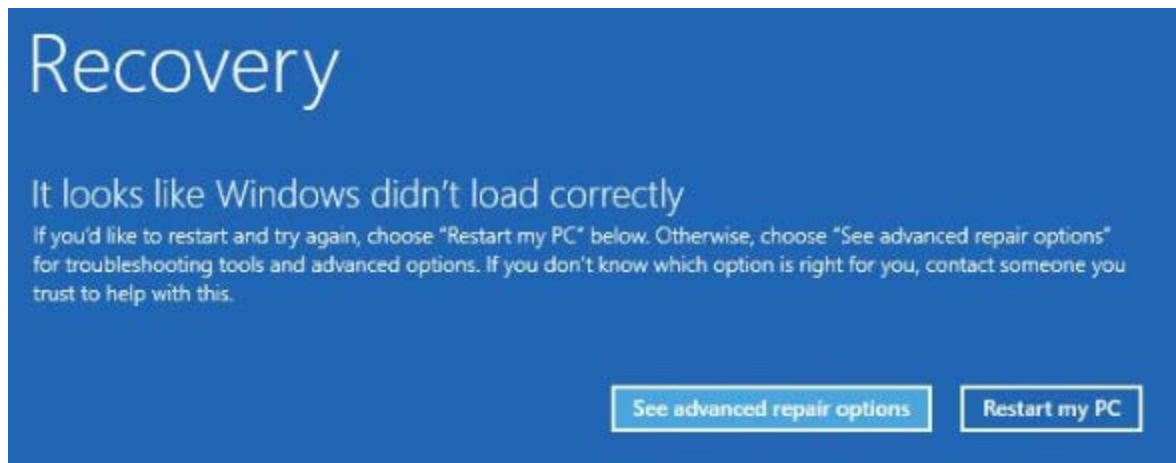 Recovery
It looks like Windows didn't load correctly
If you'd like to restart and try again, choose "Restart my PC" below. Otherwise, choose "See advanced repair options"
for troubleshooting tools and advanced options. If you don't know which option is right for you, contact someone you
trust to help with this.
See advanced repair options
Restart my PC